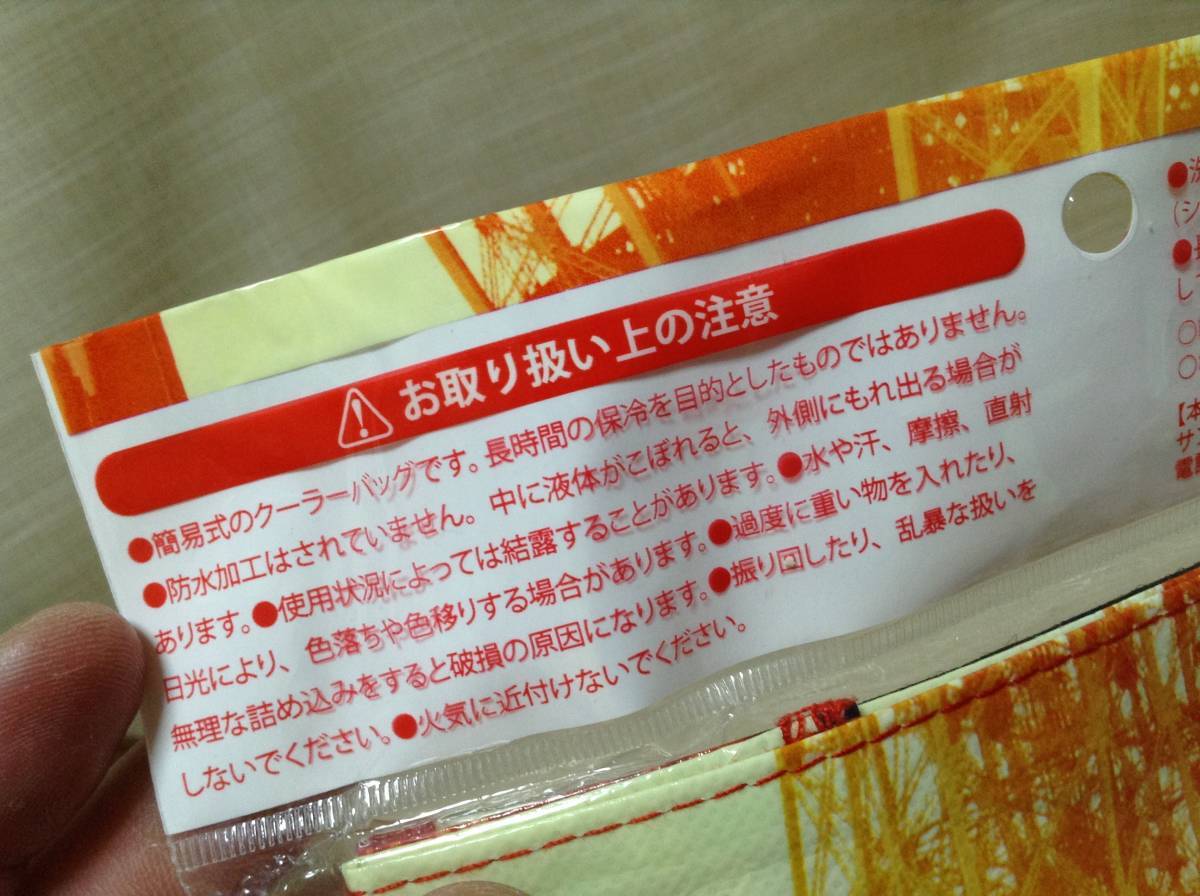 お取り扱い上の注意
●簡易式のクーラーバッグです。長時間の保冷を目的としたものではありません。
●防水加工はされていません。中に液体がこぼれると、外側にもれ出る場合が
あります。●使用状況によっては結露することがあります。●水や汗、摩擦、直射
日光により、色落ちや色移りする場合があります。●過度に重い物を入れたり、
無理な詰め込みをすると破損の原因になります。●振り回したり、乱暴な扱いを
しないでください。●火気に近付けないでください。
●洗
(シ
●
し
○
○
【本
サ
電